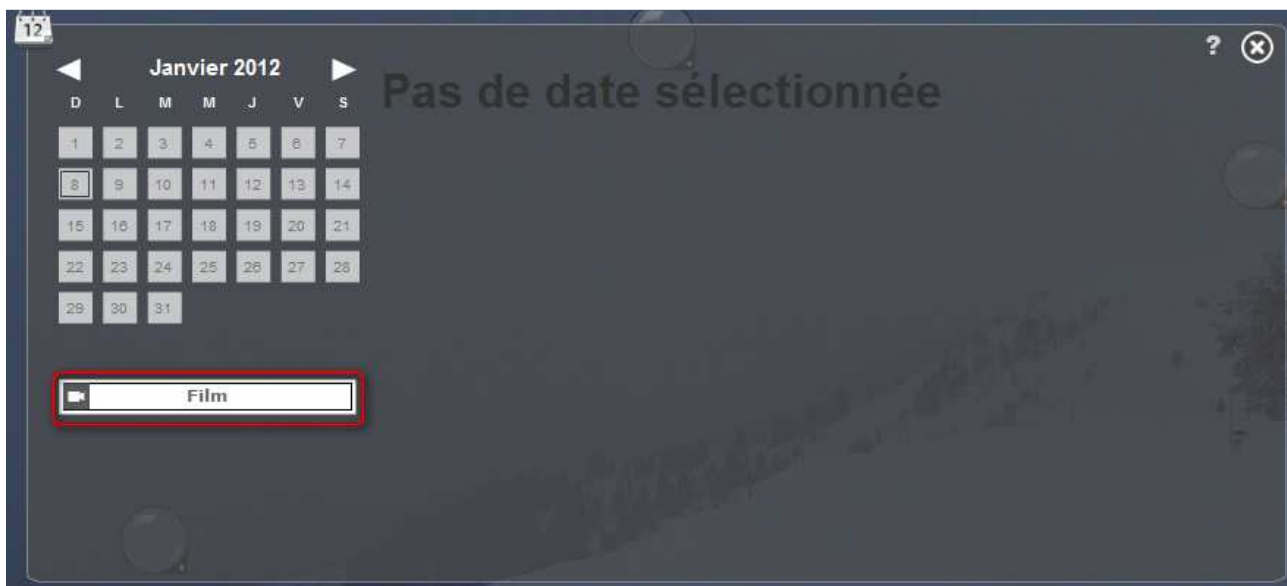 12
?
Janvier 2012
D L M M J V S
Pas de date sélectionnée
1 2 3 4 5 6 7
8 9 10 11 12 13 14
15 16 17 18 19 20 21
22 23 24 25 26 27 28
29 30 31
Film